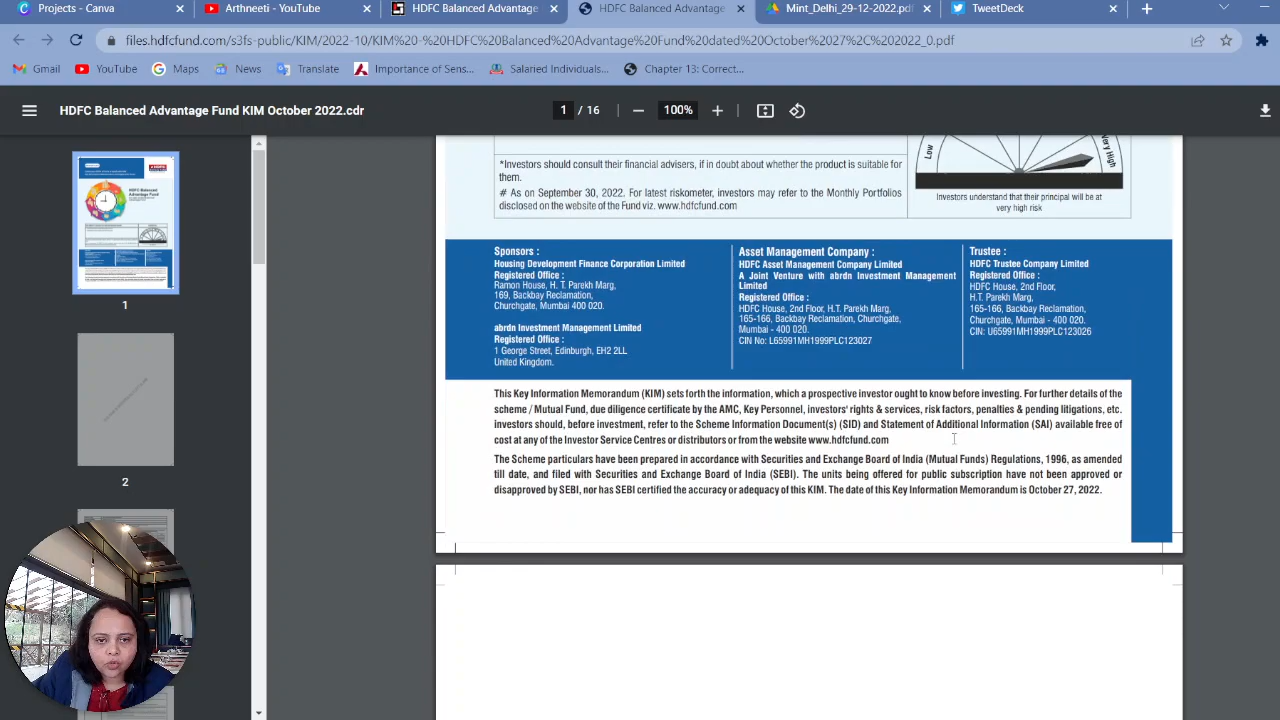 Projects - Canva
Arthneeti - YouTube
HDFC Balanced Advantage
HDFC Balanced Advantage
Mint_Delhi_29-12-2022.pdf
TweetDeck
files.hdfcfund.com/s3fs-public/KIM/2022-10/KIM%20-%20HDFC%20Balanced%20Advantage%20Fund%20dated%20October%2027%2C%202022_0.pdf
Gmail
YouTube
Maps
News
Translate
Importance of Sens...
Salaried Individuals...
Chapter 13: Correct...
HDFC Balanced Advantage Fund KIM October 2022.cdr
1 / 16
100%
1
2
Low
*Investors should consult their financial advisers, if in doubt about whether the product is suitable for
them.
# As on September 30, 2022. For latest riskometer, investors may refer to the Monthly Portfolios
disclosed on the website of the Fund viz. www.hdfcfund.com
Investors understand that their principal will be at
very high risk
Sponsors :
Housing Development Finance Corporation Limited
Registered Office :
Ramon House, H. T. Parekh Marg,
169, Backbay Reclamation,
Churchgate, Mumbai 400 020.
abrdn Investment Management Limited
Registered Office :
1 George Street, Edinburgh, EH2 2LL
United Kingdom.
Asset Management Company :
HDFC Asset Management Company Limited
A Joint Venture with abrdn Investment Management
Limited
Registered Office :
HDFC House, 2nd Floor, H.T. Parekh Marg,
165-166, Backbay Reclamation, Churchgate,
Mumbai - 400 020.
CIN No: L65991MH1999PLC123027
Trustee :
HDFC Trustee Company Limited
Registered Office :
HDFC House, 2nd Floor,
H.T. Parekh Marg,
165-166, Backbay Reclamation,
Churchgate, Mumbai - 400 020.
CIN: U65991MH1999PLC123026
This Key Information Memorandum (KIM) sets forth the information, which a prospective investor ought to know before investing. For further details of the
scheme / Mutual Fund, due diligence certificate by the AMC, Key Personnel, investors' rights & services, risk factors, penalties & pending litigations, etc.
investors should, before investment, refer to the Scheme Information Document(s) (SID) and Statement of Additional Information (SAI) available free of
cost at any of the Investor Service Centres or distributors or from the website www.hdfcfund.com
The Scheme particulars have been prepared in accordance with Securities and Exchange Board of India (Mutual Funds) Regulations, 1996, as amended
till date, and filed with Securities and Exchange Board of India (SEBI). The units being offered for public subscription have not been approved or
disapproved by SEBI, nor has SEBI certified the accuracy or adequacy of this KIM. The date of this Key Information Memorandum is October 27, 2022.